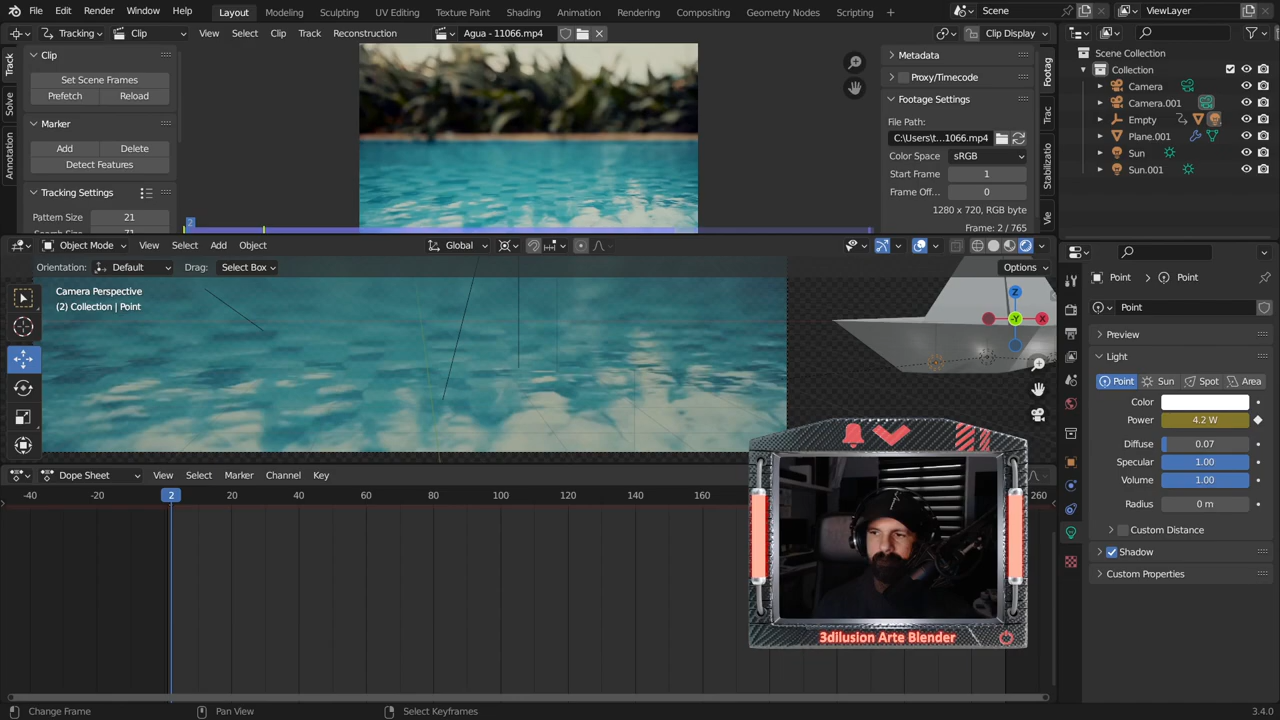 File Edit Render Window Help Layout Modeling Sculpting UV Editing Texture Paint Shading Animation Rendering Compositing Geometry Nodes Scripting Scene ViewLayer
Tracking Clip View Select Clip Track Reconstruction Agua - 11066.mp4 Clip Display
Track
Solve
Annotation
Clip
Set Scene Frames
Prefetch Reload
Marker
Add Delete
Detect Features
Tracking Settings
Pattern Size 21
2
Metadata
Proxy/Timecode
Footage Settings
File Path:
C:\Users\t...1066.mp4
Color Space sRGB
Start Frame 1
Frame Off... 0
1280 x 720, RGB byte
Frame: 2 / 765
Footag
Trac
Stabilizatio
Vie
Scene Collection
Collection
Camera
Camera.001
Empty
Plane.001
Sun
Sun.001
Object Mode View Select Add Object Global
Orientation: Default Drag: Select Box Options
Camera Perspective
(2) Collection | Point
Z
-Y
X
Point Point
Point
Preview
Light
Point Sun Spot Area
Color
Power 4.2 W
Diffuse 0.07
Specular 1.00
Volume 1.00
Radius 0 m
Custom Distance
Shadow
Custom Properties
Dope Sheet View Select Marker Channel Key
-40 -20 2 20 40 60 80 100 120 140 160 260
3dilusion Arte Blender
Change Frame Pan View Select Keyframes 3.4.0